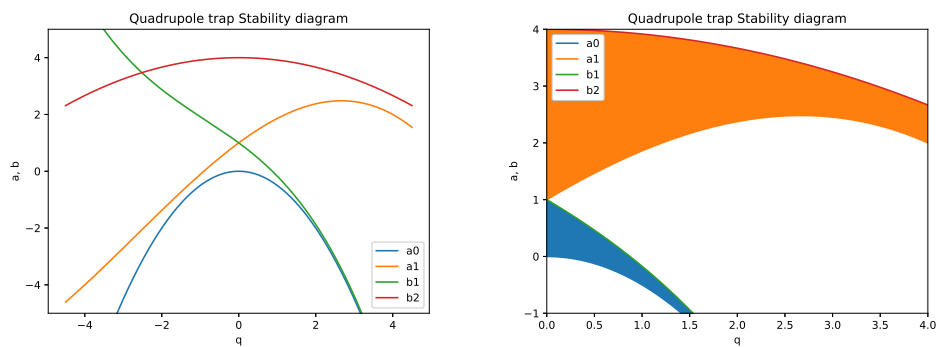 Quadrupole trap Stability diagram
a, b
4
2
0
−2
−4
−4
−2
0
2
4
q
a0
a1
b1
b2
Quadrupole trap Stability diagram
a, b
4
3
2
1
0
−1
0.0
0.5
1.0
1.5
2.0
2.5
3.0
3.5
4.0
q
a0
a1
b1
b2